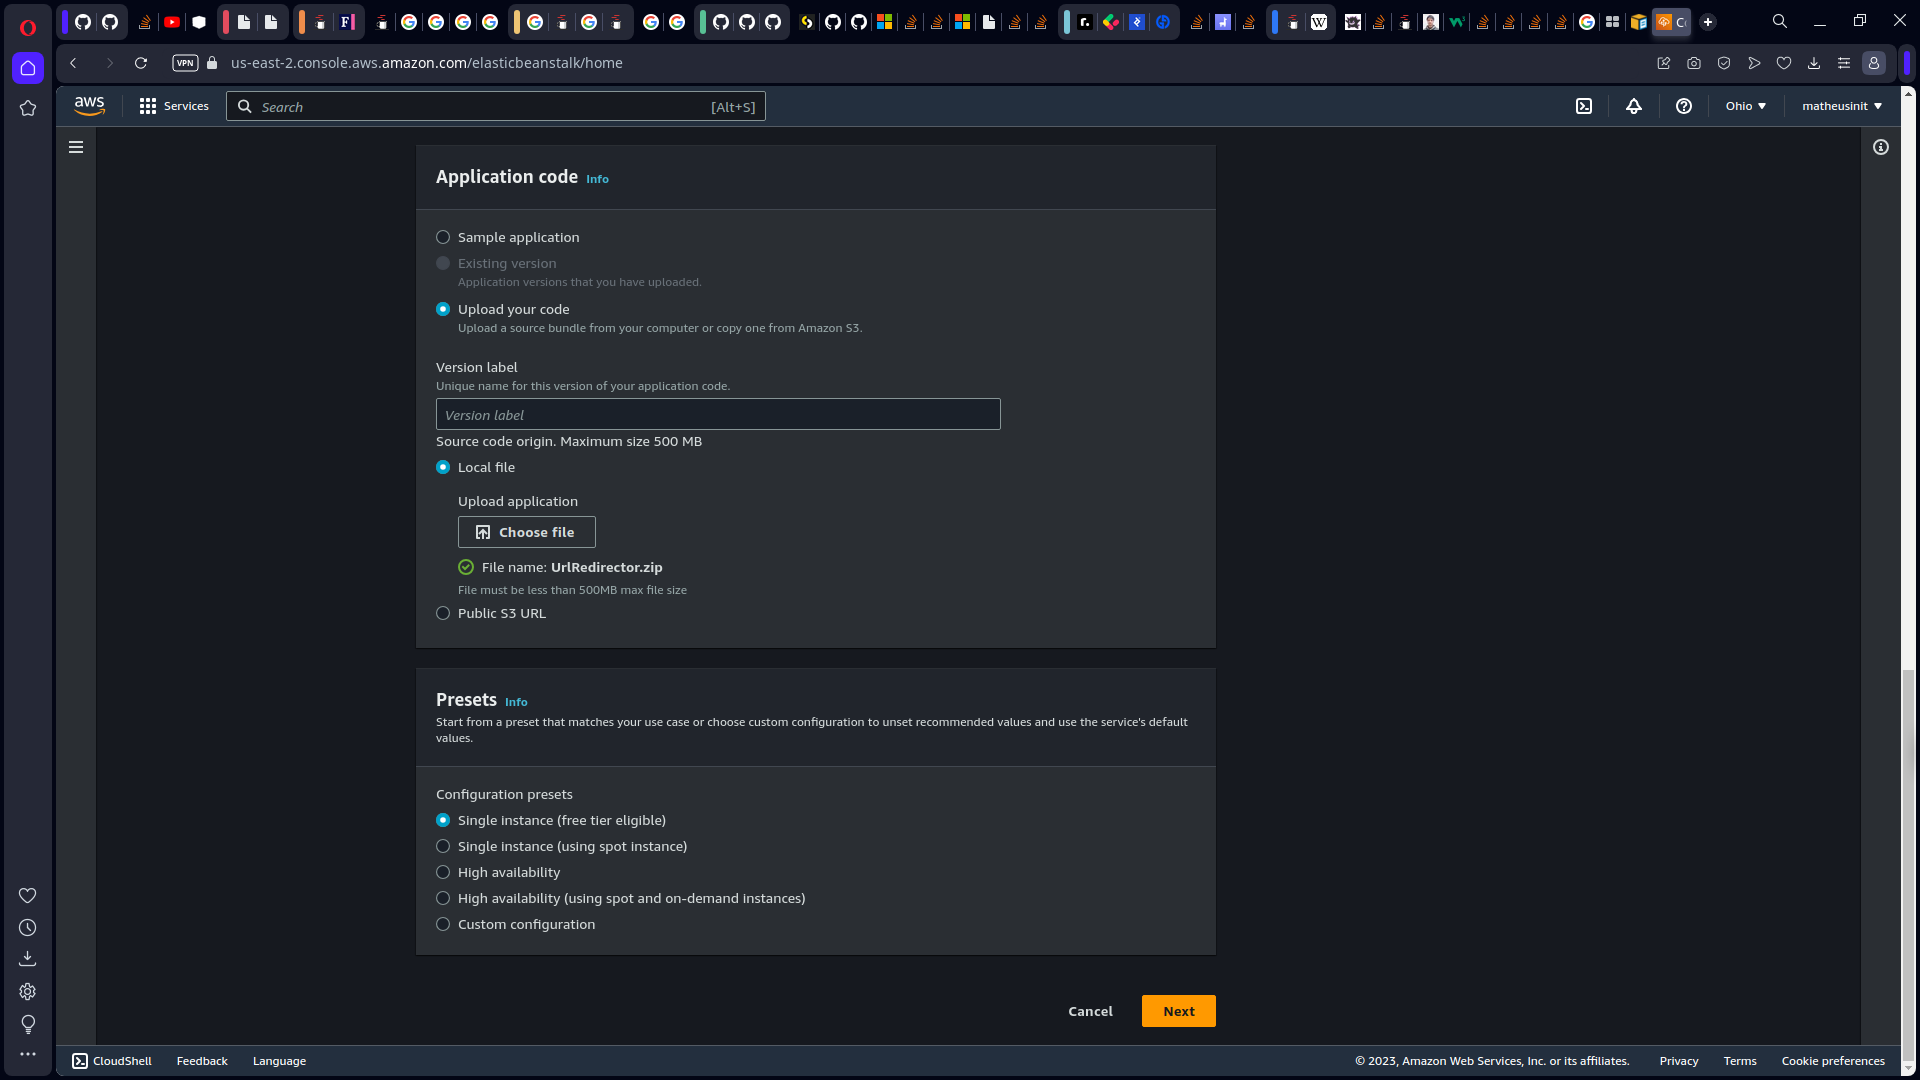 VPN
us-east-2.console.aws.amazon.com/elasticbeanstalk/home
aws
Services
Search
[Alt+S]
Ohio
matheusinit
Application code Info
Sample application
Existing version
Application versions that you have uploaded.
Upload your code
Upload a source bundle from your computer or copy one from Amazon S3.
Version label
Unique name for this version of your application code.
Version label
Source code origin. Maximum size 500 MB
Local file
Upload application
Choose file
File name: UrlRedirector.zip
File must be less than 500MB max file size
Public S3 URL
Presets Info
Start from a preset that matches your use case or choose custom configuration to unset recommended values and use the service's default
values.
Configuration presets
Single instance (free tier eligible)
Single instance (using spot instance)
High availability
High availability (using spot and on-demand instances)
Custom configuration
Cancel
Next
CloudShell
Feedback
Language
© 2023, Amazon Web Services, Inc. or its affiliates.
Privacy
Terms
Cookie preferences